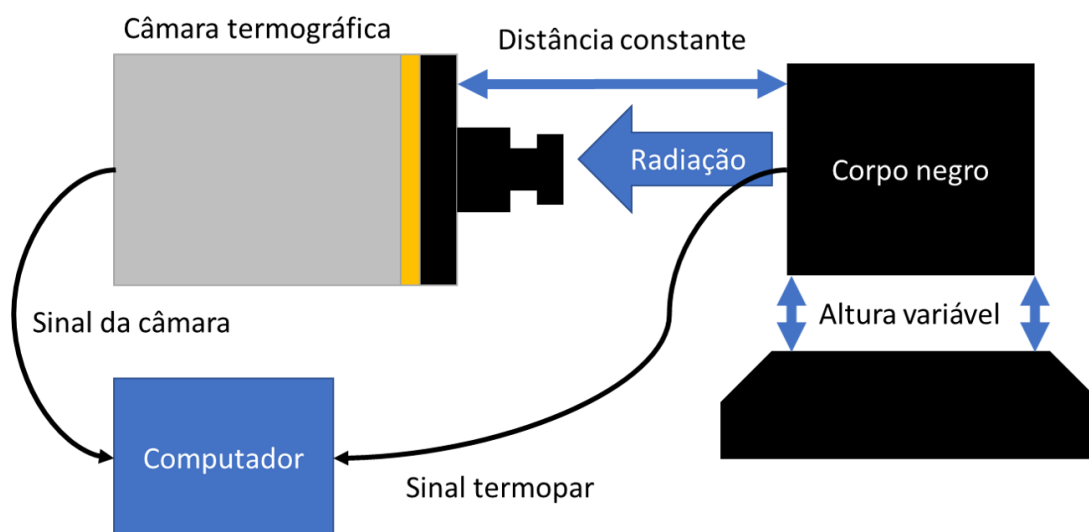 Câmara termográfica
Distância constante
Radiação
Corpo negro
Altura variável
Sinal da câmara
Computador
Sinal termopar